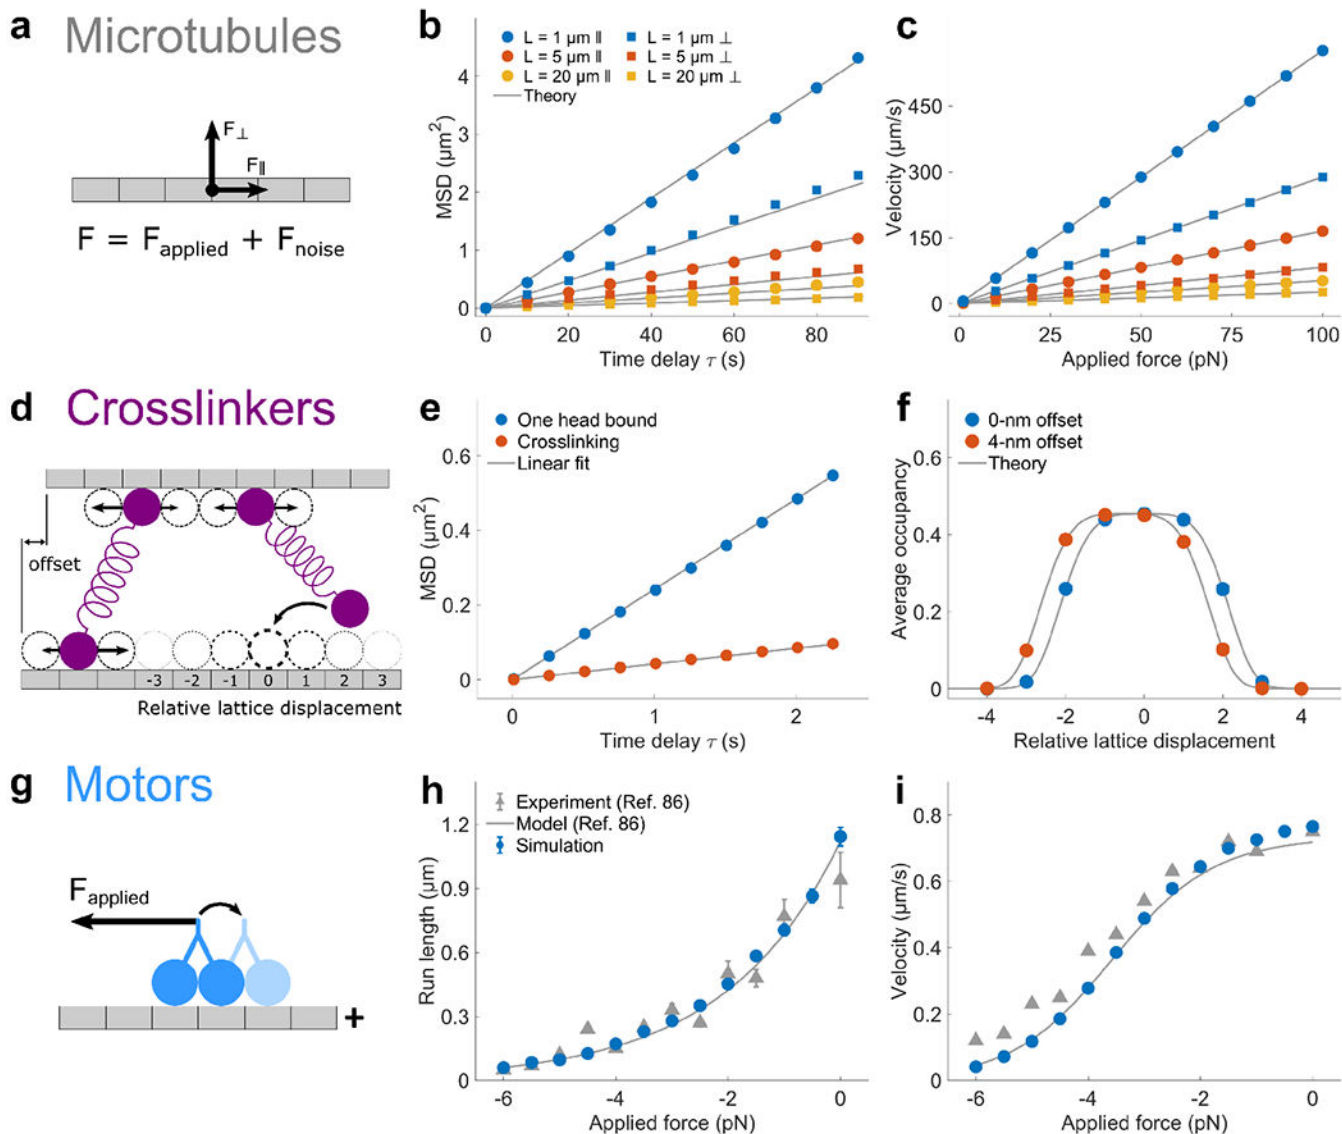 a Microtubules
F⊥
F∥
F = Fapplied + Fnoise
b
L = 1 µm ∥ L = 1 µm ⊥
L = 5 µm ∥ L = 5 µm ⊥
L = 20 µm ∥ L = 20 µm ⊥
Theory
MSD (µm²)
4
3
2
1
0
0 20 40 60 80
Time delay τ (s)
c
Velocity (µm/s)
450
300
150
0
0 25 50 75 100
Applied force (pN)
d Crosslinkers
offset
-3 -2 -1 0 1 2 3
Relative lattice displacement
e
One head bound
Crosslinking
Linear fit
MSD (µm²)
0.6
0.4
0.2
0
0 1 2
Time delay τ (s)
f
0-nm offset
4-nm offset
Theory
Average occupancy
0.6
0.4
0.2
0
-4 -2 0 2 4
Relative lattice displacement
g Motors
Fapplied
+
h
Experiment (Ref. 86)
Model (Ref. 86)
Simulation
Run length (µm)
1.2
0.9
0.6
0.3
0
-6 -4 -2 0
Applied force (pN)
i
Velocity (µm/s)
0.8
0.6
0.4
0.2
0
-6 -4 -2 0
Applied force (pN)